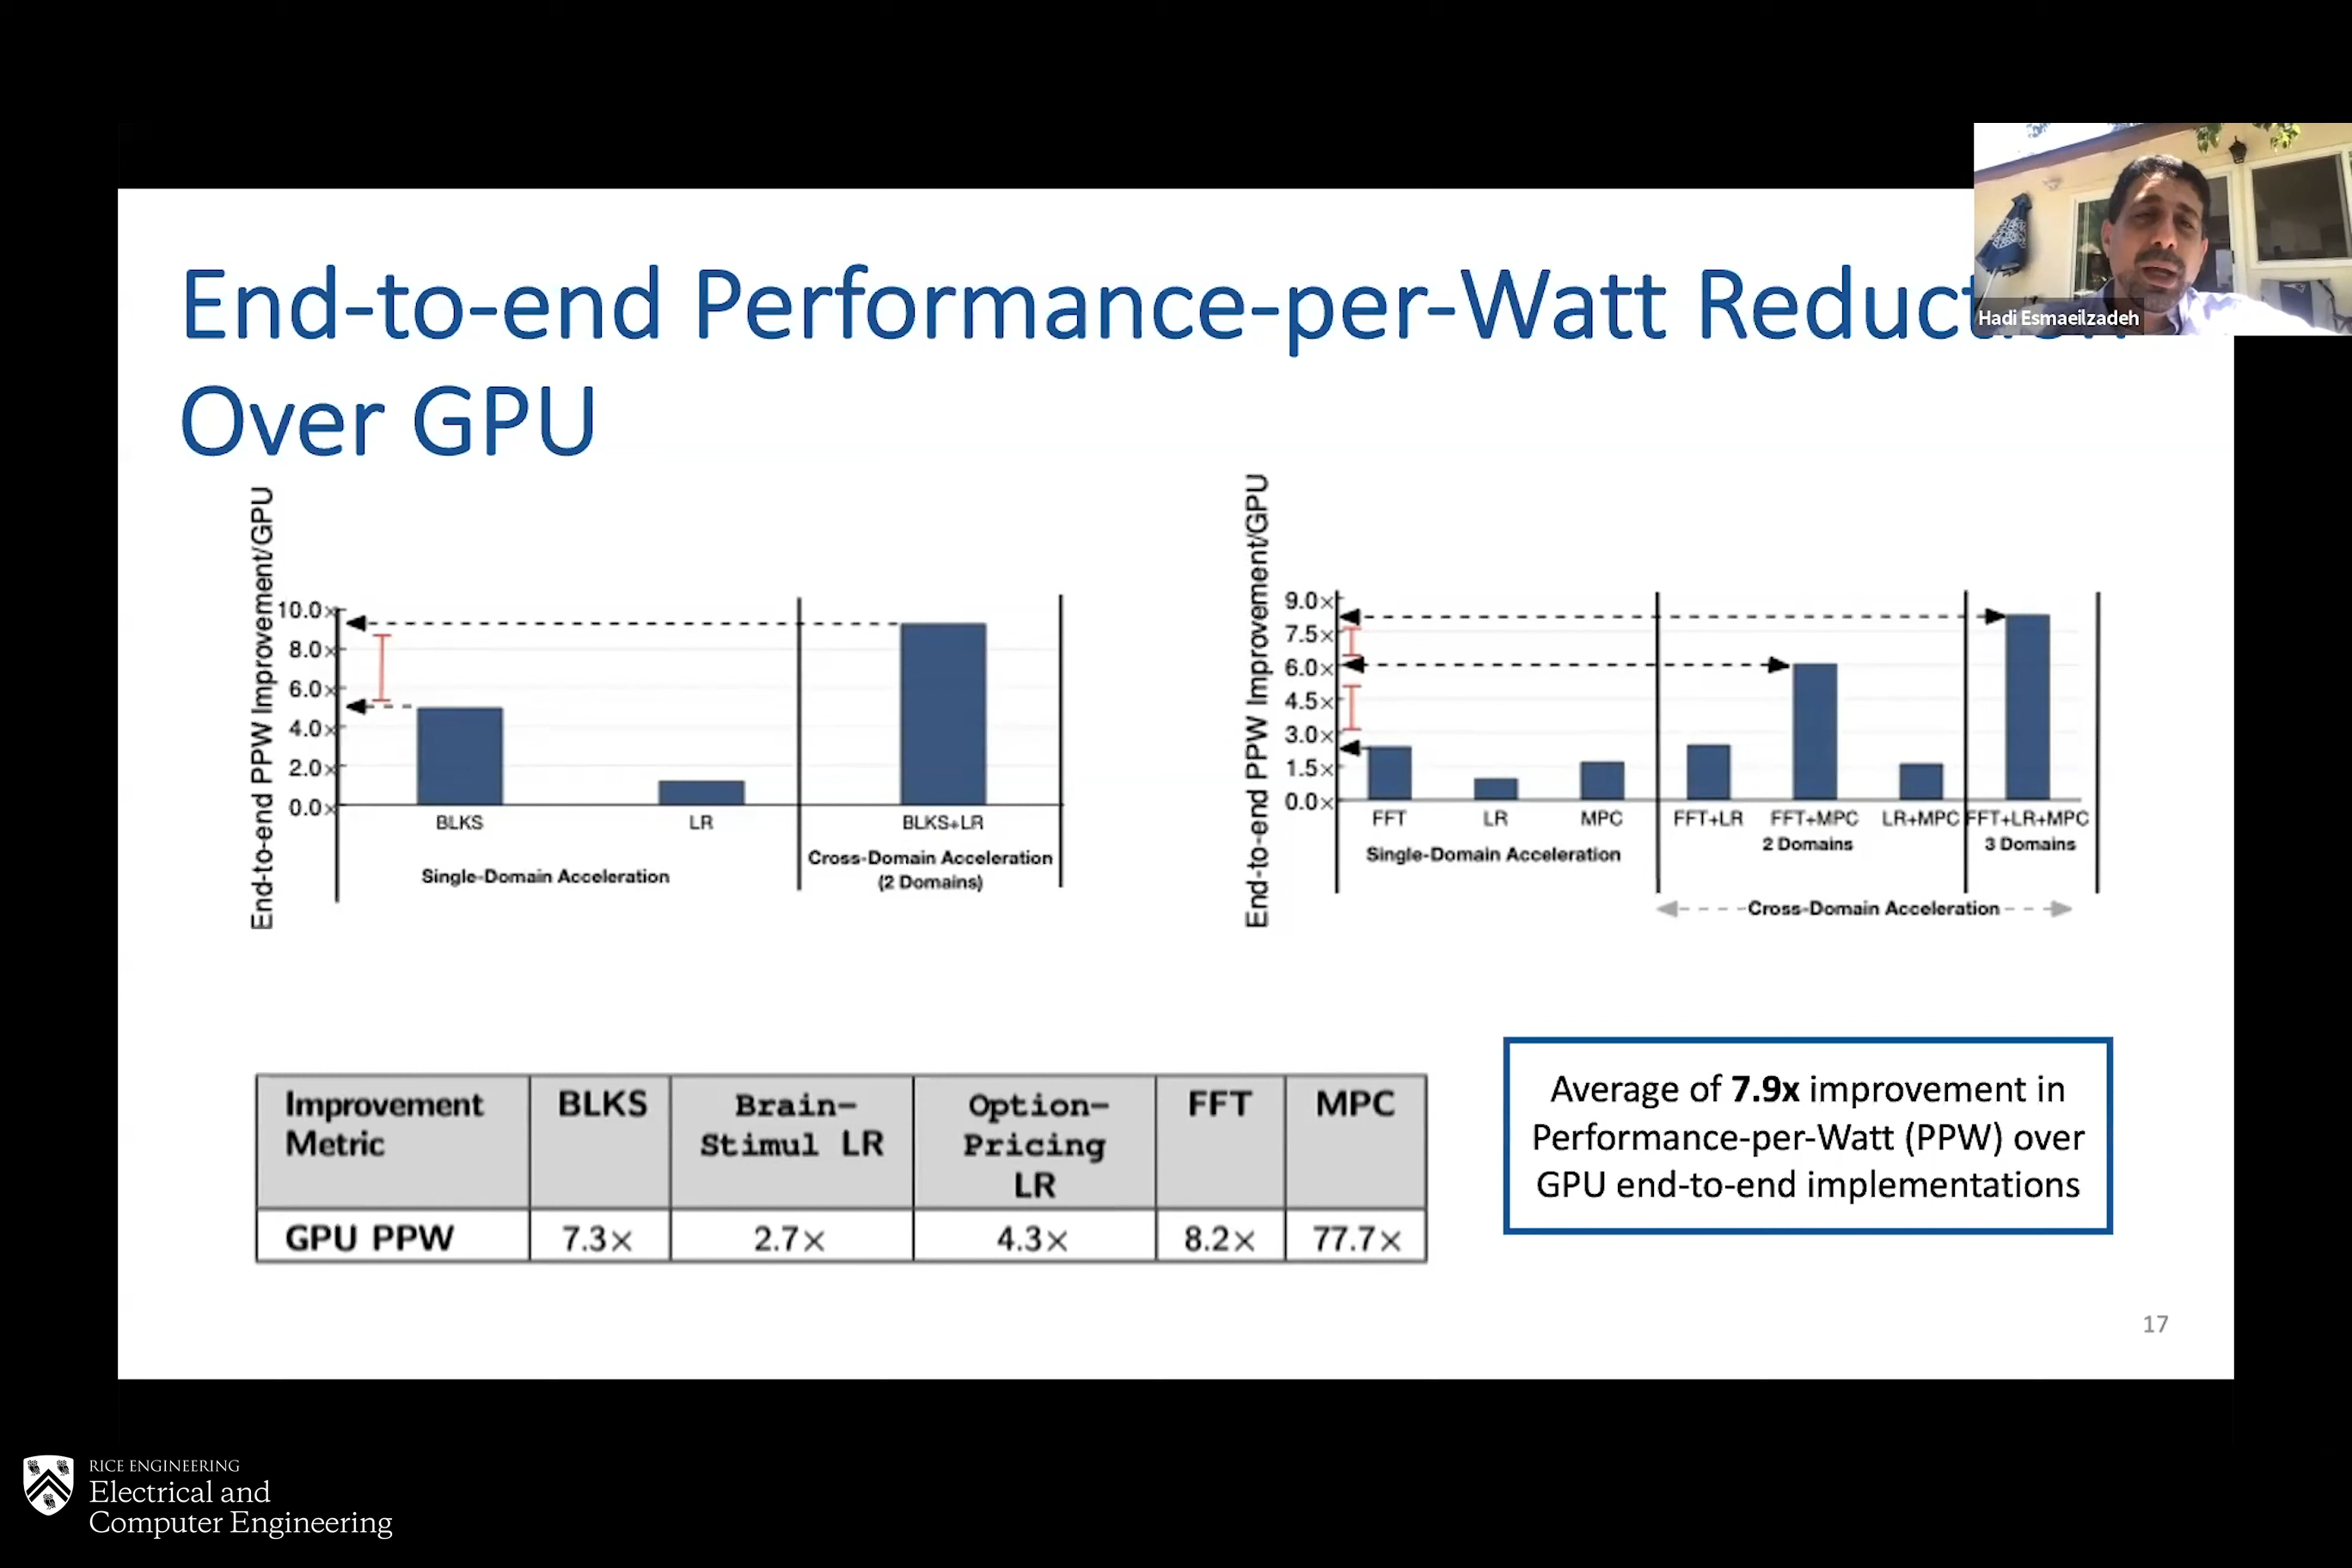 Hadi Esmaeilzadeh
End-to-end Performance-per-Watt
Over GPU
End-to-end PPW Improvement/GPU
10.0×
8.0×
6.0×
4.0×
2.0×
0.0×
BLKS
LR
BLKS+LR
Single-Domain Acceleration
Cross-Domain Acceleration
(2 Domains)
End-to-end PPW Improvement/GPU
9.0×
7.5×
6.0×
4.5×
3.0×
1.5×
0.0×
FFT
LR
MPC
FFT+LR
FFT+MPC
LR+MPC
FFT+LR+MPC
Single-Domain Acceleration
2 Domains
3 Domains
Cross-Domain Acceleration
Improvement Metric
BLKS
Brain-
Stimul LR
Option-
Pricing
LR
FFT
MPC
GPU PPW
7.3×
2.7×
4.3×
8.2×
77.7×
Average of 7.9x improvement in
Performance-per-Watt (PPW) over
GPU end-to-end implementations
17
RICE ENGINEERING
Electrical and
Computer Engineering